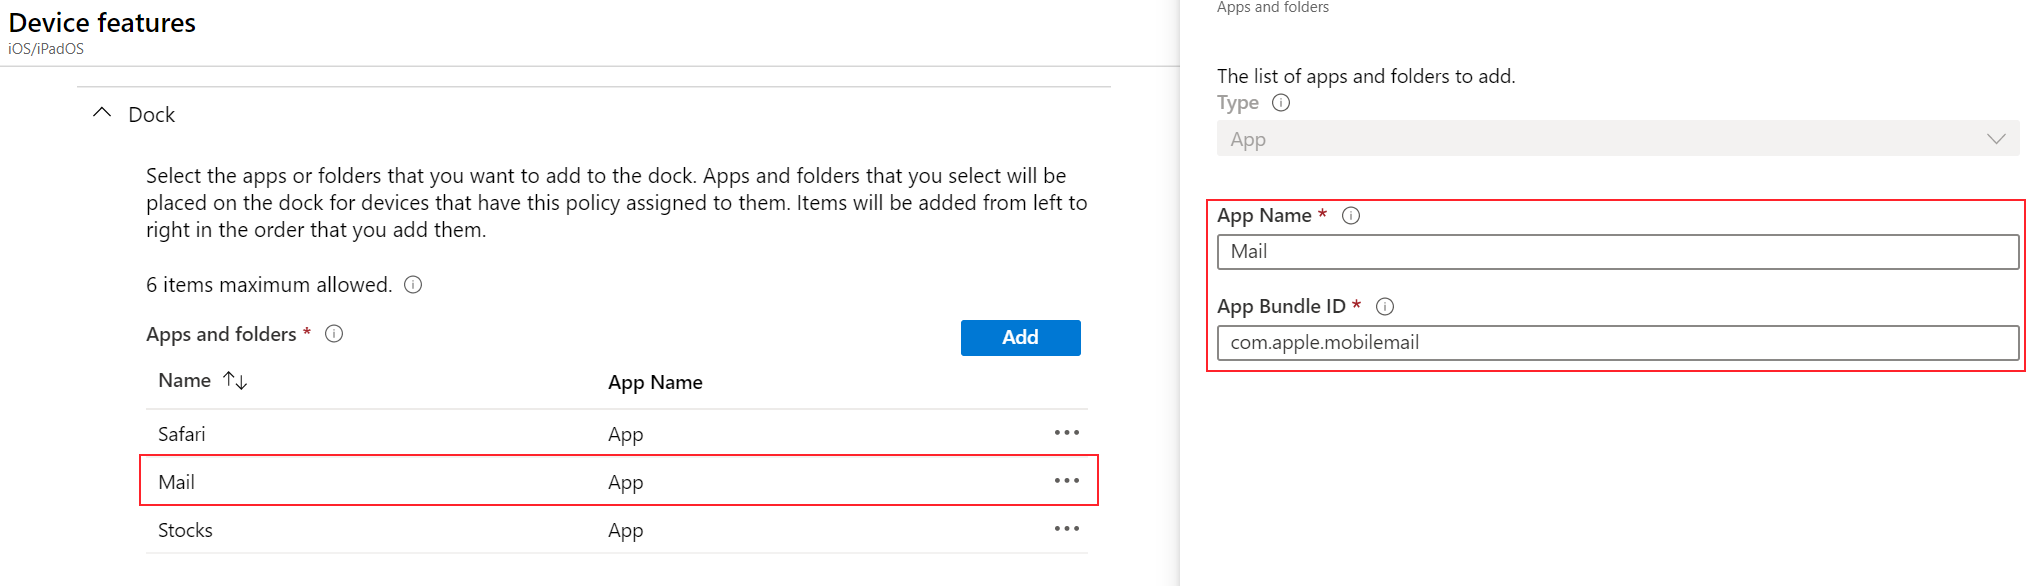 Device features
iOS/iPadOS
Dock
Select the apps or folders that you want to add to the dock. Apps and folders that you select will be
placed on the dock for devices that have this policy assigned to them. Items will be added from left to
right in the order that you add them.
6 items maximum allowed.
Apps and folders *
Add
Name
App Name
Safari
App
Mail
App
Stocks
App
Apps and folders
The list of apps and folders to add.
Type
App
App Name *
Mail
App Bundle ID *
com.apple.mobilemail